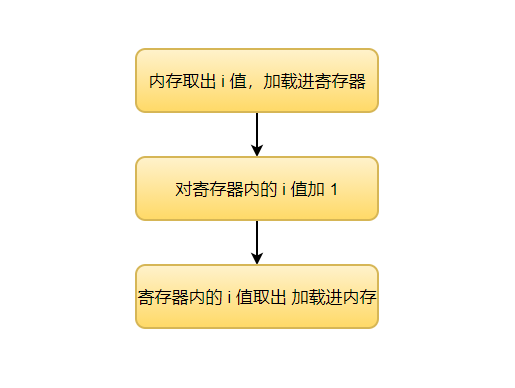 内存取出 i 值，加载进寄存器
对寄存器内的 i 值加 1
寄存器内的 i 值取出 加载进内存